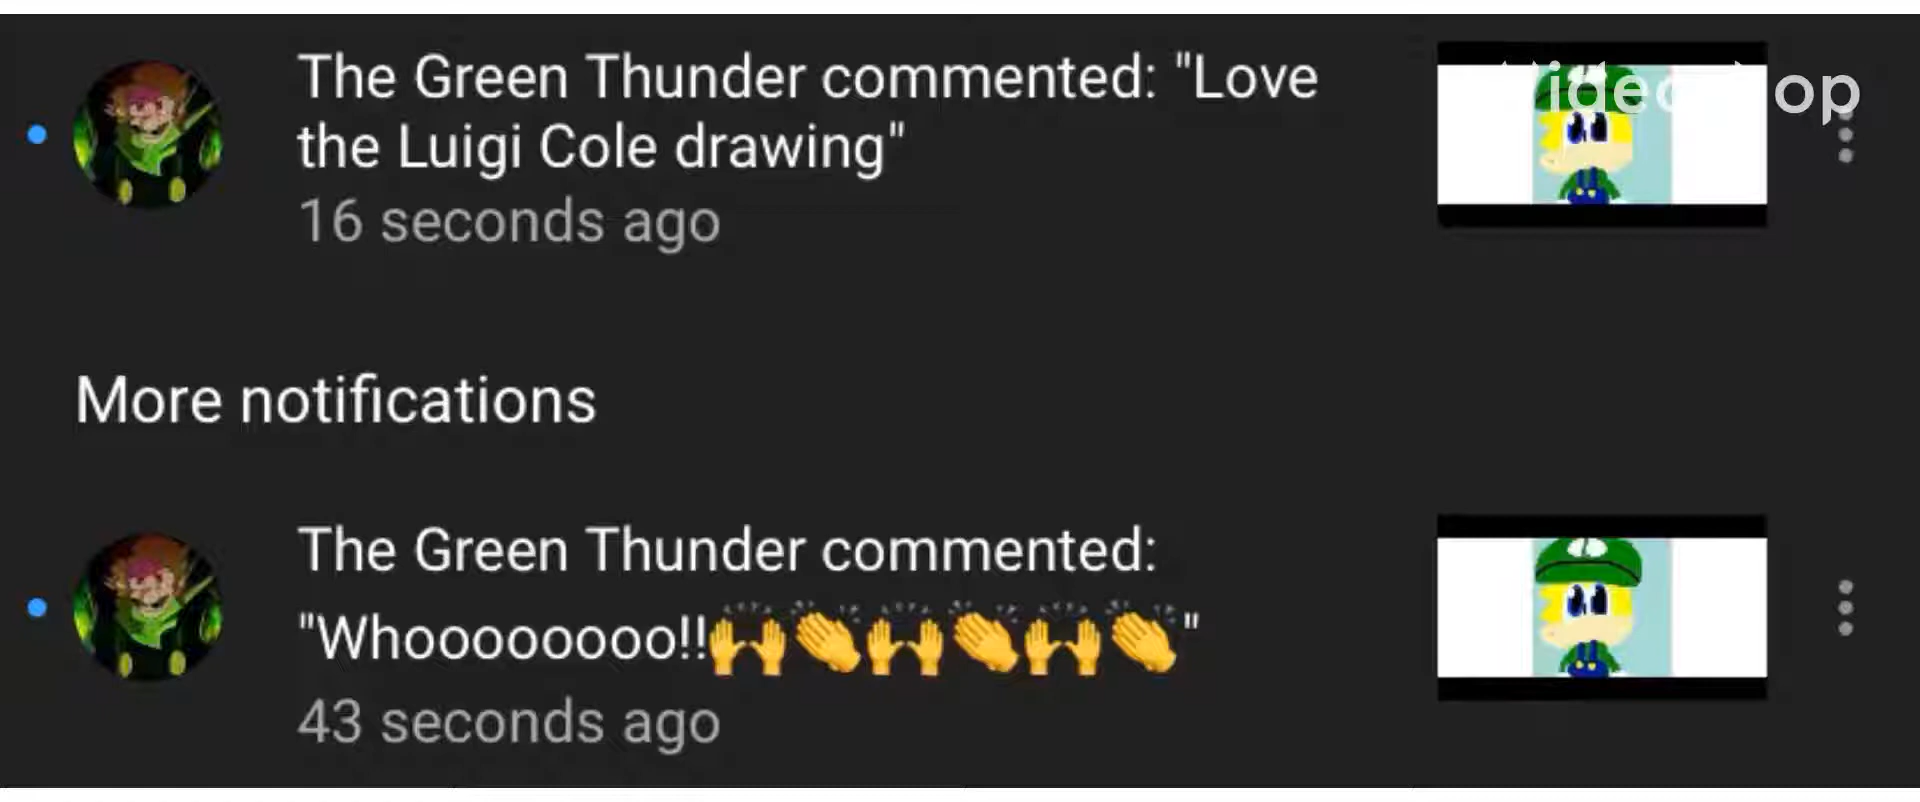 The Green Thunder commented: "Love
the Luigi Cole drawing"
16 seconds ago
More notifications
The Green Thunder commented:
"Whoooooooo!!🙌👏🙌👏🙌👏"
43 seconds ago